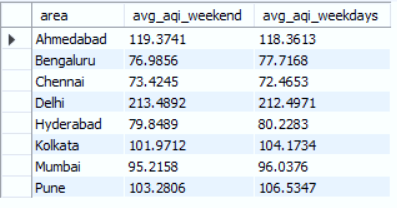 area avg_aqi_weekend avg_aqi_weekdays
Ahmedabad 119.3741 118.3613
Bengaluru 76.9856 77.7168
Chennai 73.4245 72.4653
Delhi 213.4892 212.4971
Hyderabad 79.8489 80.2283
Kolkata 101.9712 104.1734
Mumbai 95.2158 96.0376
Pune 103.2806 106.5347